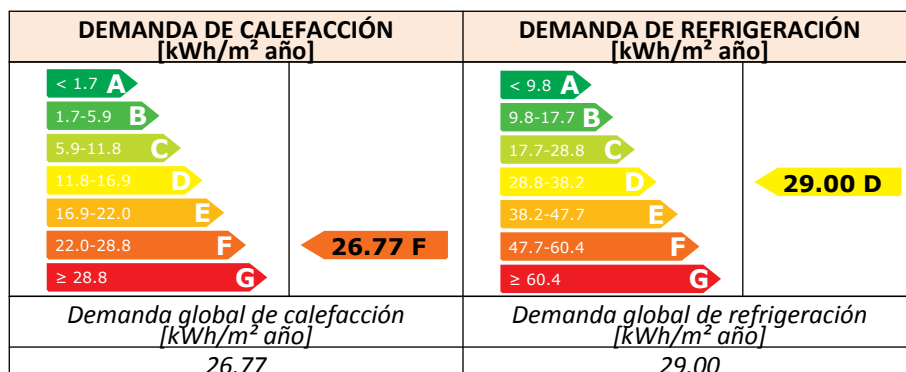 DEMANDA DE CALEFACCIÓN
[kWh/m² año]
DEMANDA DE REFRIGERACIÓN
[kWh/m² año]
< 1.7 A
1.7-5.9 B
5.9-11.8 C
11.8-16.9 D
16.9-22.0 E
22.0-28.8 F
≥ 28.8 G
26.77 F
< 9.8 A
9.8-17.7 B
17.7-28.8 C
28.8-38.2 D
38.2-47.7 E
47.7-60.4 F
≥ 60.4 G
29.00 D
Demanda global de calefacción
[kWh/m² año]
Demanda global de refrigeración
[kWh/m² año]
26.77
29.00